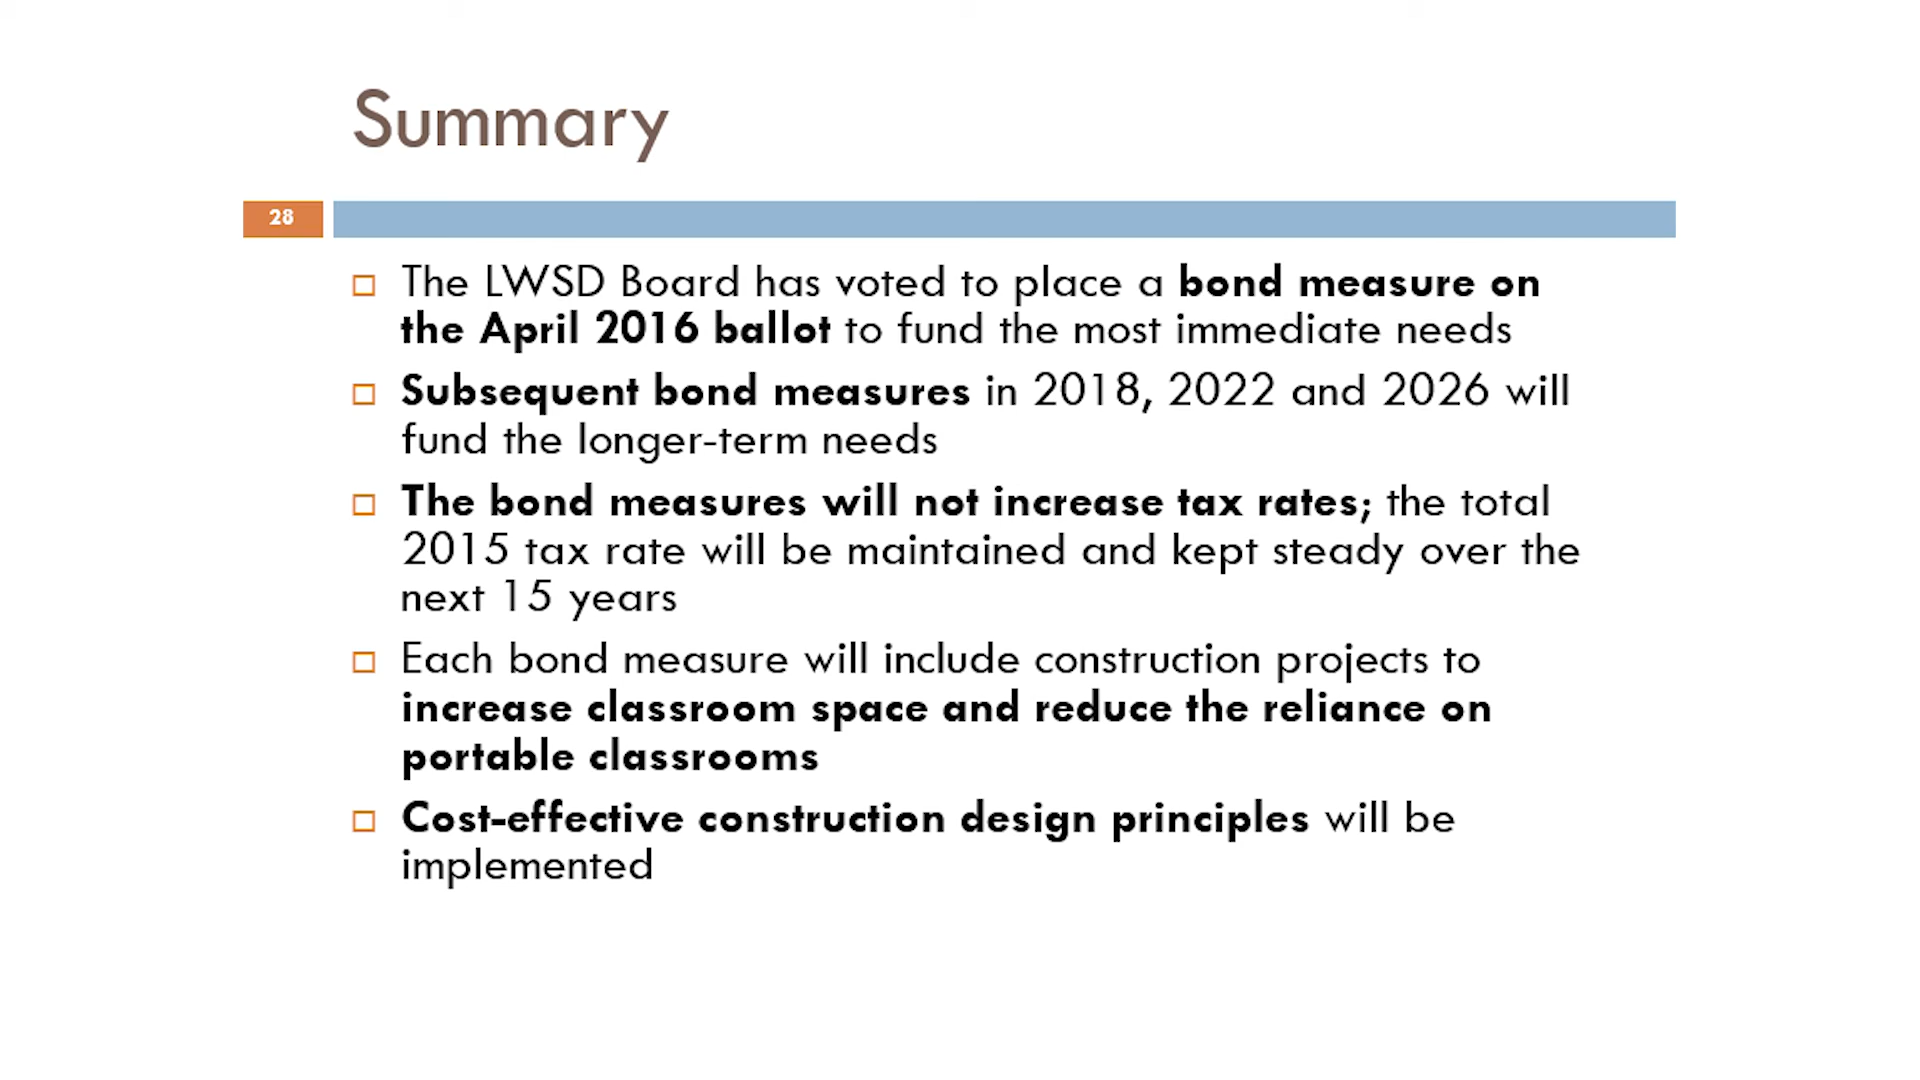 Summary
28
The LWSD Board has voted to place a bond measure on
the April 2016 ballot to fund the most immediate needs
Subsequent bond measures in 2018, 2022 and 2026 will
fund the longer-term needs
The bond measures will not increase tax rates; the total
2015 tax rate will be maintained and kept steady over the
next 15 years
Each bond measure will include construction projects to
increase classroom space and reduce the reliance on
portable classrooms
Cost-effective construction design principles will be
implemented